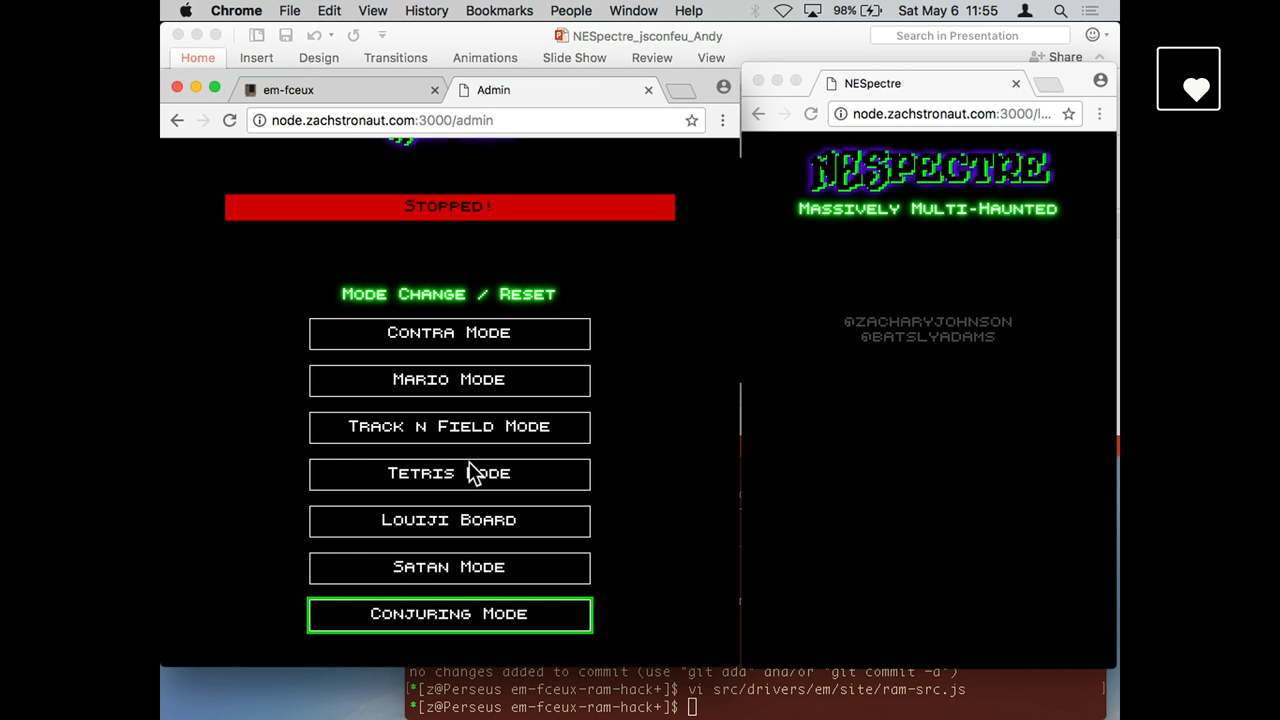 Chrome File Edit View History Bookmarks People Window Help 98% Sat May 6 11:55
NESpectre_jsconfeu_Andy Search in Presentation
Home Insert Design Transitions Animations Slide Show Review View Share
em-fceux Admin
NESpectre
node.zachstronaut.com:3000/admin
node.zachstronaut.com:3000/l...
NESPECTRE
MASSIVELY MULTI-HAUNTED
STOPPED!
MODE CHANGE / RESET
CONTRA MODE
MARIO MODE
TRACK N FIELD MODE
TETRIS MODE
LOUIJI BOARD
SATAN MODE
CONJURING MODE
@ZACHARYJOHNSON
@BATSLYADAMS
no changes added to commit (use "git add" and/or "git commit -a")
*[z@Perseus em-fceux-ram-hack+]$ vi src/drivers/em/site/ram-src.js
*[z@Perseus em-fceux-ram-hack+]$